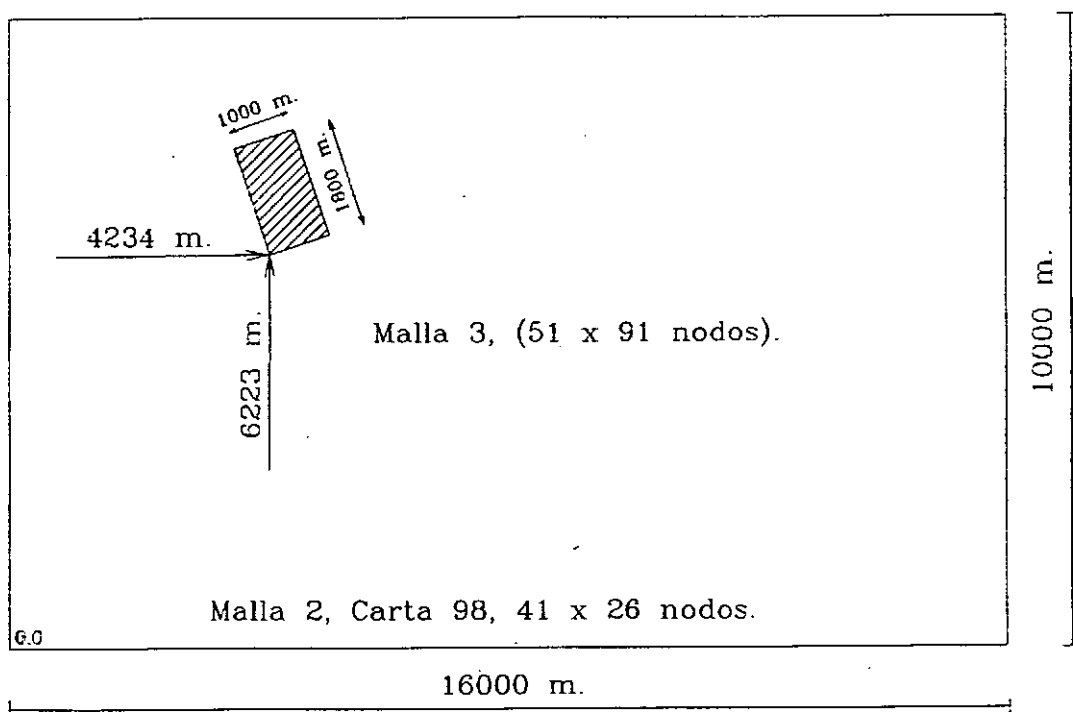 1000 m.
1800 m.
4234 m.
6223 m.
Malla 3, (51 x 91 nodos).
10000 m.
Malla 2, Carta 98, 41 x 26 nodos.
0.0
16000 m.